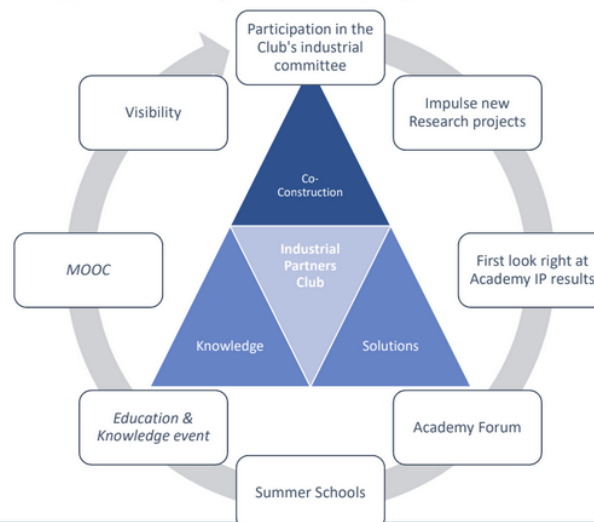 Participation in the
Club's industrial
committee
Impulse new
Research projects
First look right at
Academy IP results
Academy Forum
Summer Schools
Education &
Knowledge event
MOOC
Visibility
Co-
Construction
Industrial
Partners
Club
Knowledge
Solutions